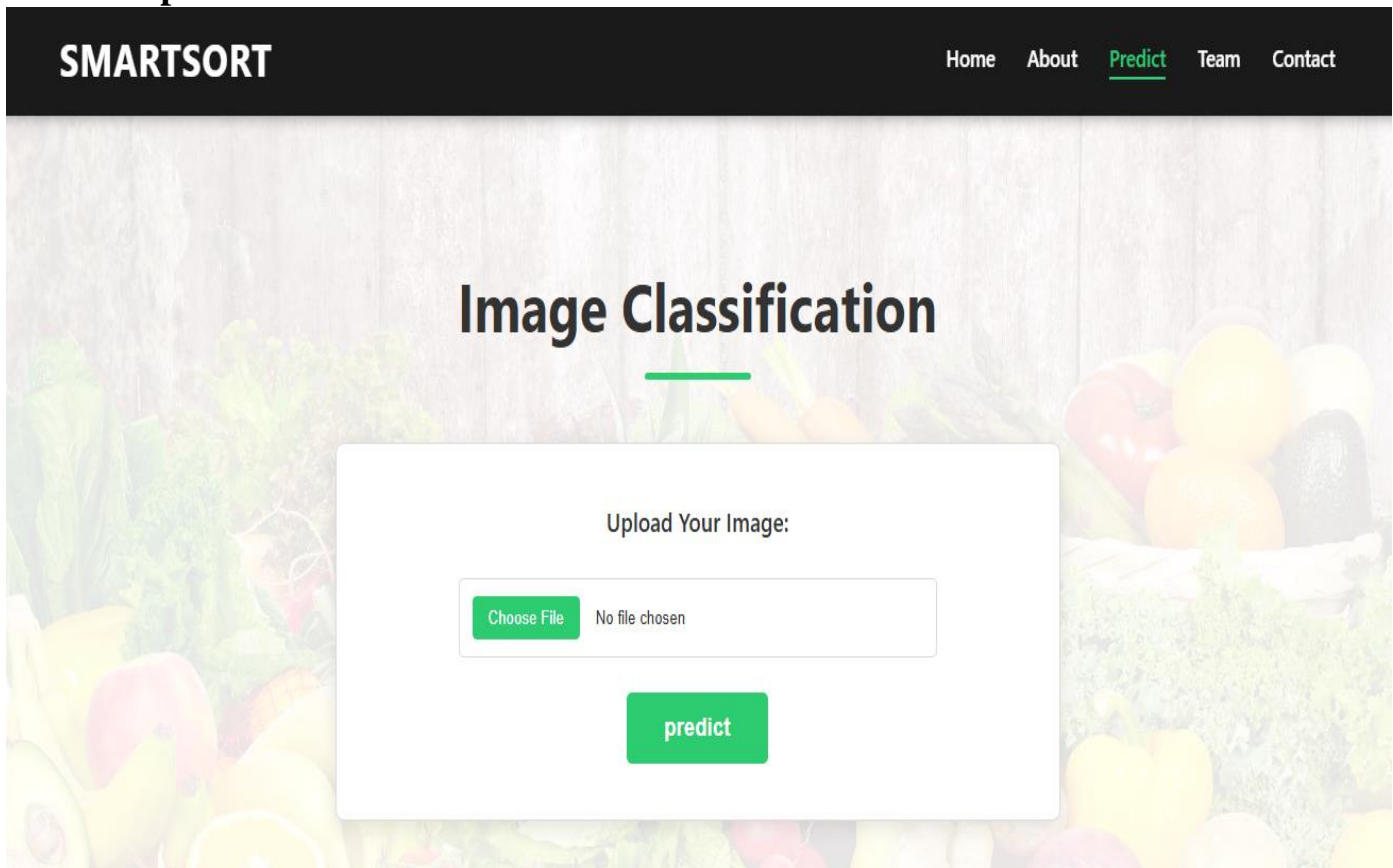 SMARTSORT
Home About Predict Team Contact
Image Classification
Upload Your Image:
Choose File No file chosen
predict